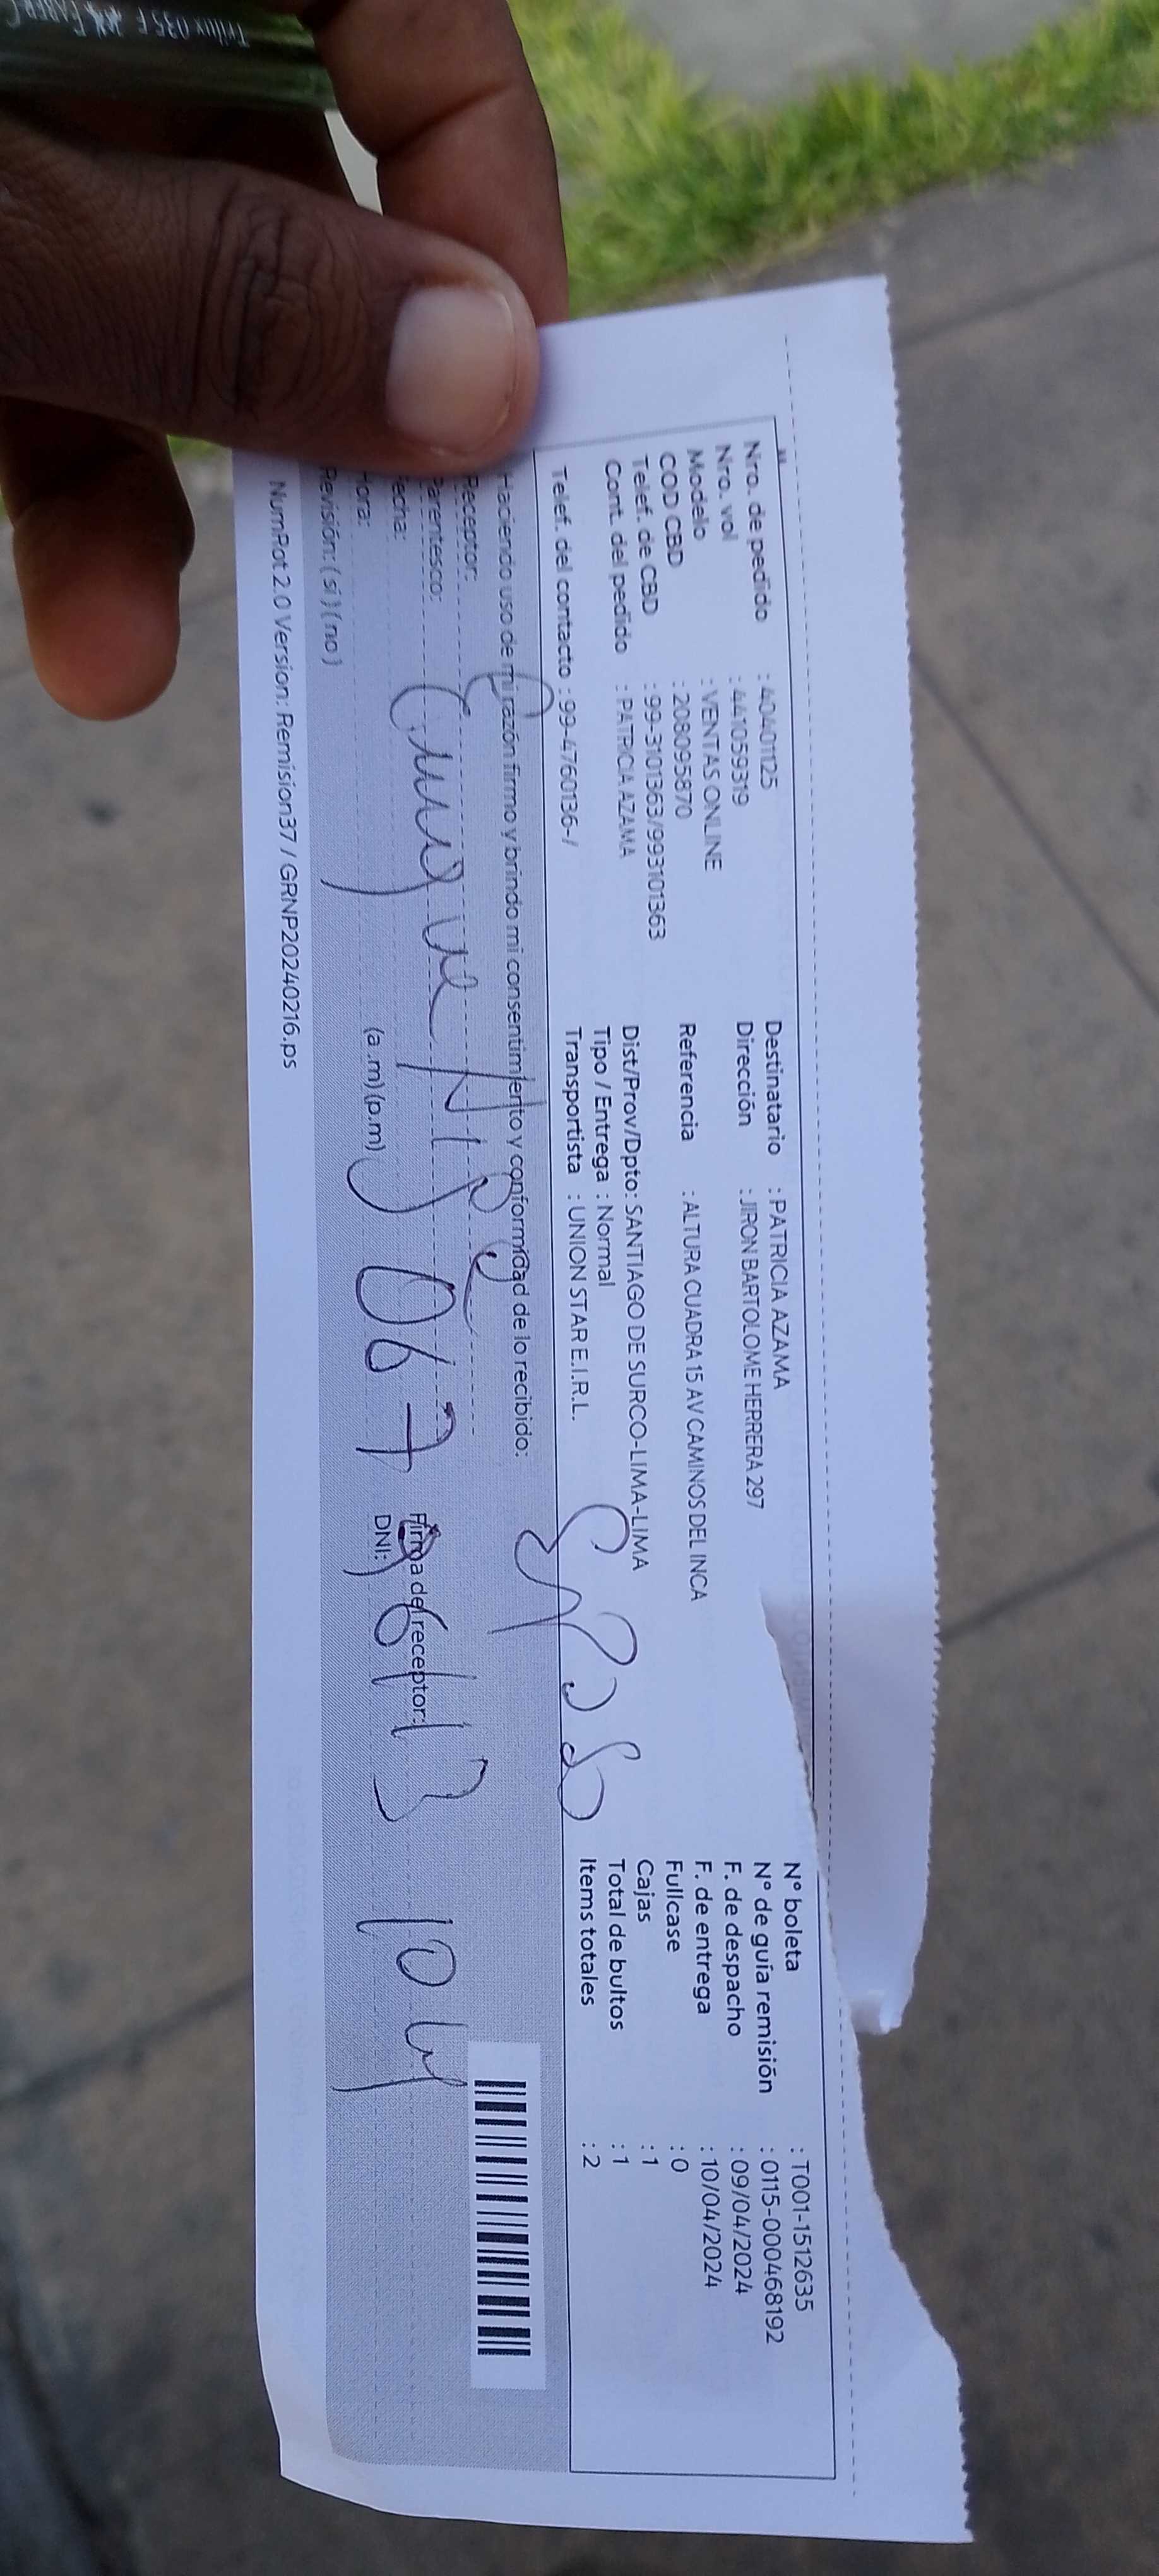 Nro. de pedido : 40401125
Nro. vol : 441059319
Modelo : VENTAS ONLINE
COD CBD : 208095870
Telef. de CBD : 99-3101363/993101363
Cont. del pedido : PATRICIA AZAMA
Telef. del contacto : 99-4760136-/
Destinatario : PATRICIA AZAMA
Dirección : JIRON BARTOLOME HERRERA 297
Referencia : ALTURA CUADRA 15 AV CAMINOS DEL INCA
Dist/Prov/Dpto: SANTIAGO DE SURCO-LIMA-LIMA
Tipo / Entrega : Normal
Transportista : UNION STAR E.I.R.L.
N° boleta : T001-1512635
N° de guía remisión : 0115-000468192
F. de despacho : 09/04/2024
F. de entrega : 10/04/2024
Fullcase : 0
Cajas : 1
Total de bultos : 1
Items totales : 2
Haciendo uso de mi razón firmo y brindo mi consentimiento y conformidad de lo recibido:
Receptor:
Parentesco:
Fecha:
Hora: (a.m)(p.m)
Revisión: (si) (no)
Firma del receptor:
DNI:
NumPot 2.0 Version: Remision37 / GRNP20240216.ps
Trilux 035 F